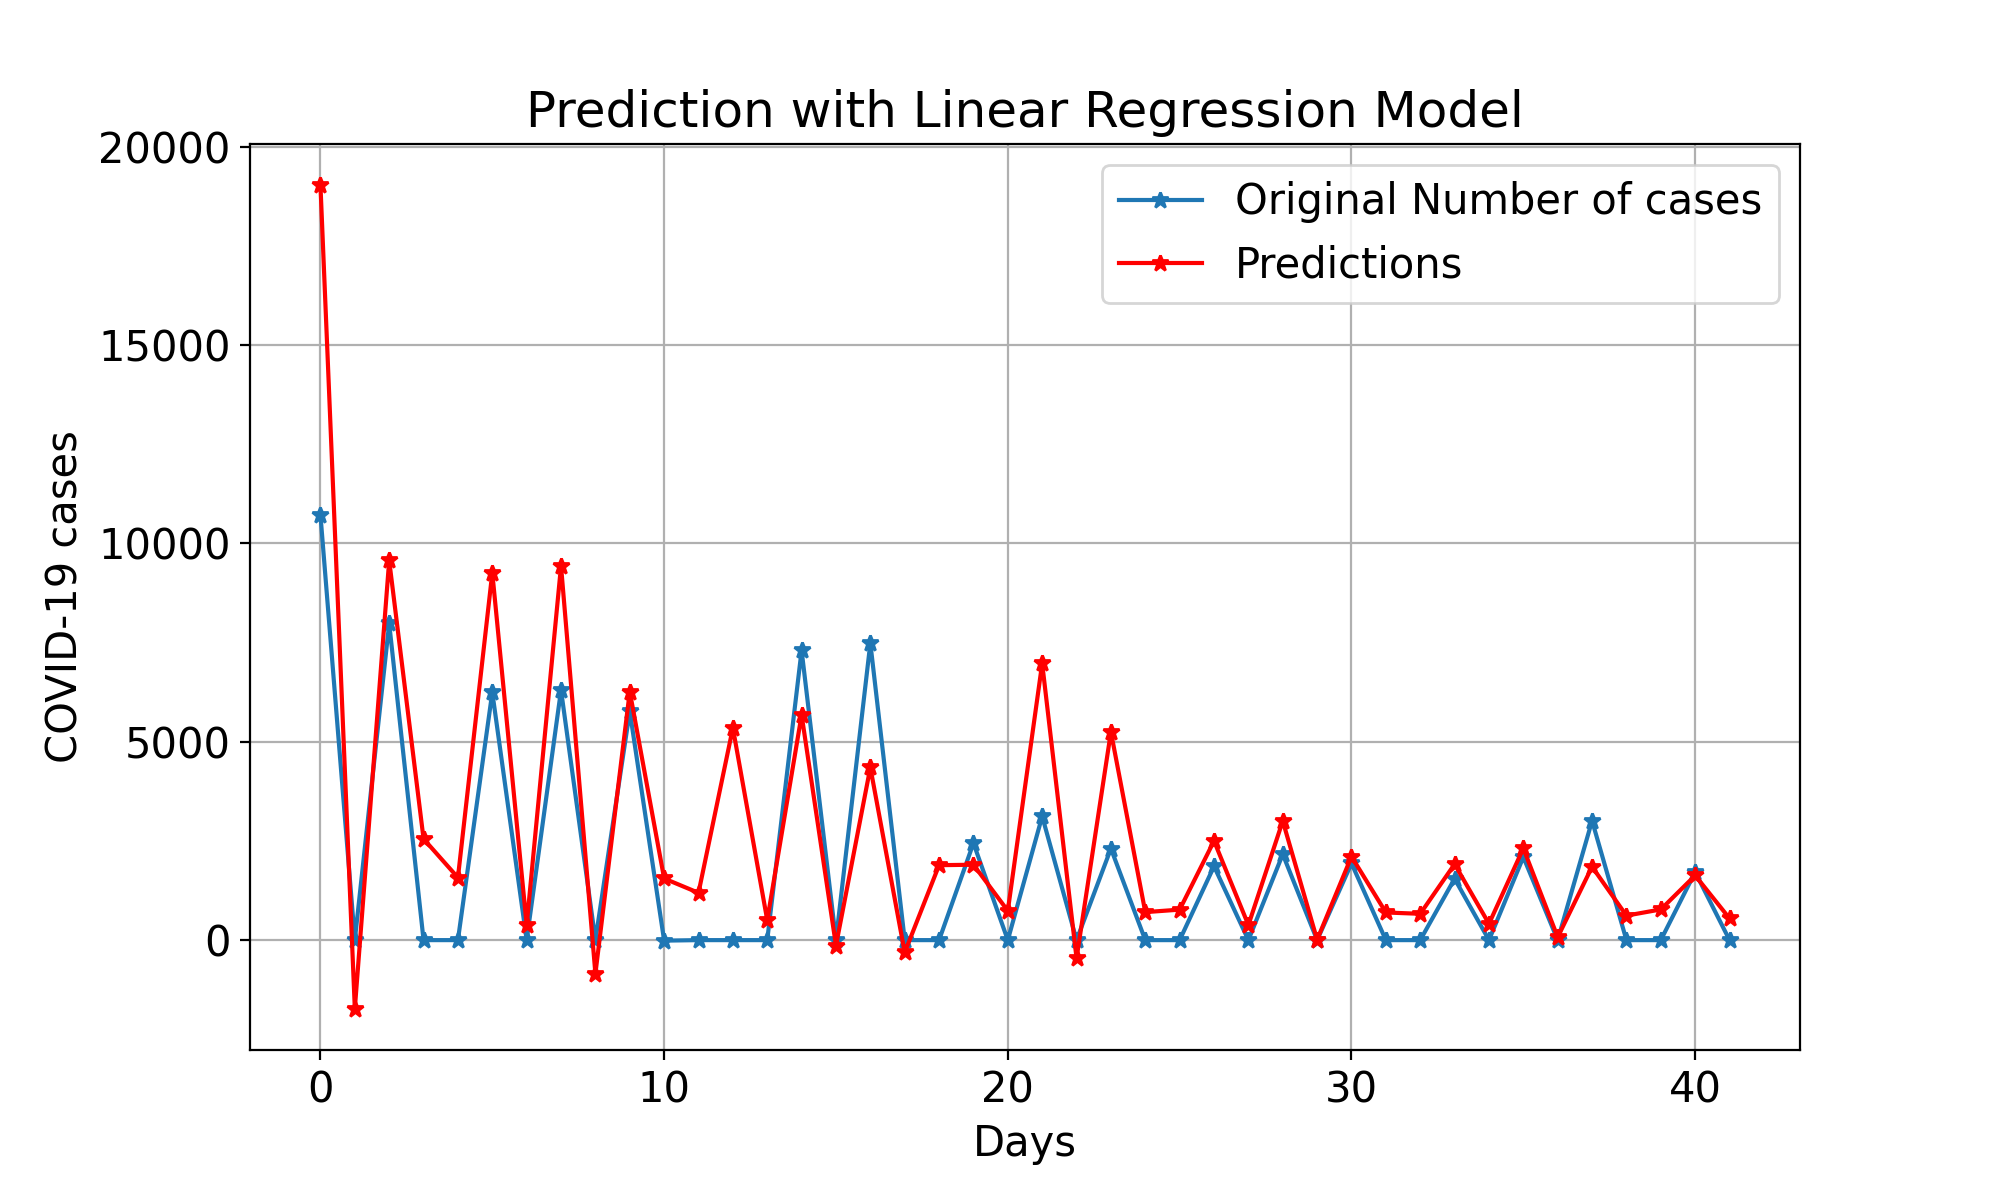 Prediction with Linear Regression Model
Original Number of cases
Predictions
20000
15000
10000
5000
0
COVID-19 cases
0 10 20 30 40
Days